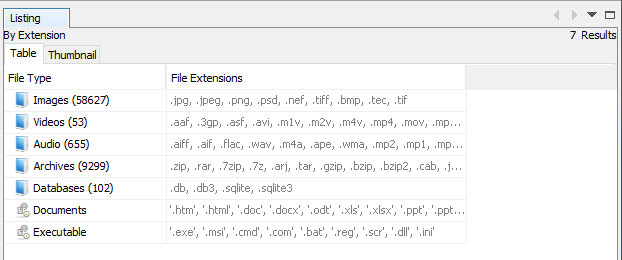 Listing
By Extension 7 Results
Table Thumbnail
File Type File Extensions
Images (58627) .jpg, .jpeg, .png, .psd, .nef, .tiff, .bmp, .tec, .tif
Videos (53) .aaf, .3gp, .asf, .avi, .m1v, .m2v, .m4v, .mp4, .mov, .mp...
Audio (655) .aiff, .aif, .flac, .wav, .m4a, .ape, .wma, .mp2, .mp1, .mp...
Archives (9299) .zip, .rar, .7zip, .7z, .arj, .tar, .gzip, .bzip, .bzip2, .cab, .j...
Databases (102) .db, .db3, .sqlite, .sqlite3
Documents '.htm', '.html', '.doc', '.docx', '.odt', '.xls', '.xlsx', '.ppt', '.ppt...
Executable '.exe', '.msi', '.cmd', '.com', '.bat', '.reg', '.scr', '.dll', '.ini'